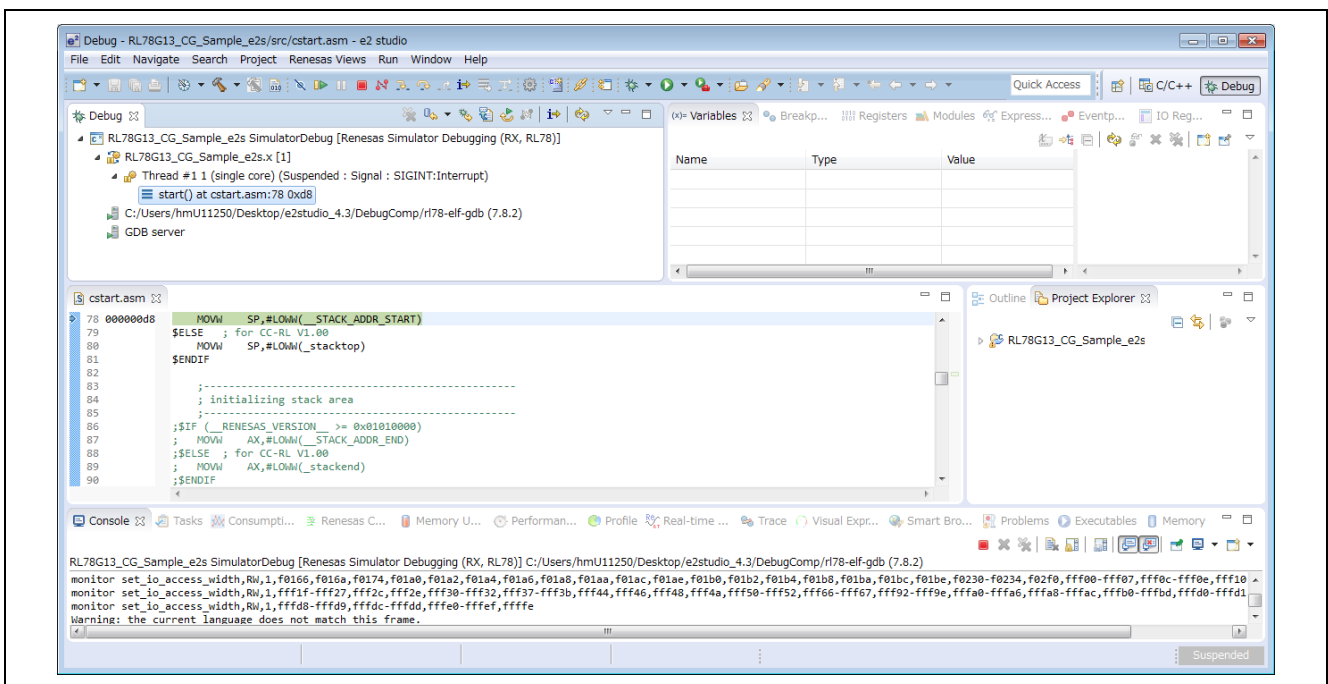 Debug - RL78G13_CG_Sample_e2s/src/cstart.asm - e2 studio
File Edit Navigate Search Project Renesas Views Run Window Help
Quick Access C/C++ Debug
Debug
RL78G13_CG_Sample_e2s SimulatorDebug [Renesas Simulator Debugging (RX, RL78)]
RL78G13_CG_Sample_e2s.x [1]
Thread #1 1 (single core) (Suspended : Signal : SIGINT:Interrupt)
start() at cstart.asm:78 0xd8
C:/Users/hmU11250/Desktop/e2studio_4.3/DebugComp/rl78-elf-gdb (7.8.2)
GDB server
(x)= Variables Breakp... Registers Modules Express... Eventp... IO Reg...
Name Type Value
cstart.asm
78 000000d8 MOVW SP,#LOWW(__STACK_ADDR_START)
79 $ELSE ; for CC-RL V1.00
80 MOVW SP,#LOWW(_stacktop)
81 $ENDIF
82
83 ;--------------------------------------------------
84 ; initializing stack area
85 ;--------------------------------------------------
86 ;$IF (__RENESAS_VERSION__ >= 0x01010000)
87 ; MOVW AX,#LOWW(__STACK_ADDR_END)
88 ;$ELSE ; for CC-RL V1.00
89 ; MOVW AX,#LOWW(_stackend)
90 ;$ENDIF
Outline Project Explorer
RL78G13_CG_Sample_e2s
Console Tasks Consumpti... Renesas C... Memory U... Performan... Profile Real-time ... Trace Visual Expr... Smart Bro... Problems Executables Memory
RL78G13_CG_Sample_e2s SimulatorDebug [Renesas Simulator Debugging (RX, RL78)] C:/Users/hmU11250/Desktop/e2studio_4.3/DebugComp/rl78-elf-gdb (7.8.2)
monitor set_io_access_width,RW,1,f0166,f016a,f0174,f01a0,f01a2,f01a4,f01a6,f01a8,f01aa,f01ac,f01ae,f01b0,f01b2,f01b4,f01b8,f01ba,f01bc,f01be,f0230-f0234,f02f0,fff00-fff07,fff0c-fff0e,fff10
monitor set_io_access_width,RW,1,fff1f-fff27,fff2c,fff2e,fff30-fff32,fff37-fff3b,fff44,fff46,fff48,fff4a,fff50-fff52,fff66-fff67,fff92-fff9e,fffa0-fffa6,fffa8-fffac,fffb0-fffbd,fffd0-fffd1
monitor set_io_access_width,RW,1,fffd8-fffd9,fffdc-fffdd,fffe0-fffef,ffffe
Warning: the current language does not match this frame.
Suspended